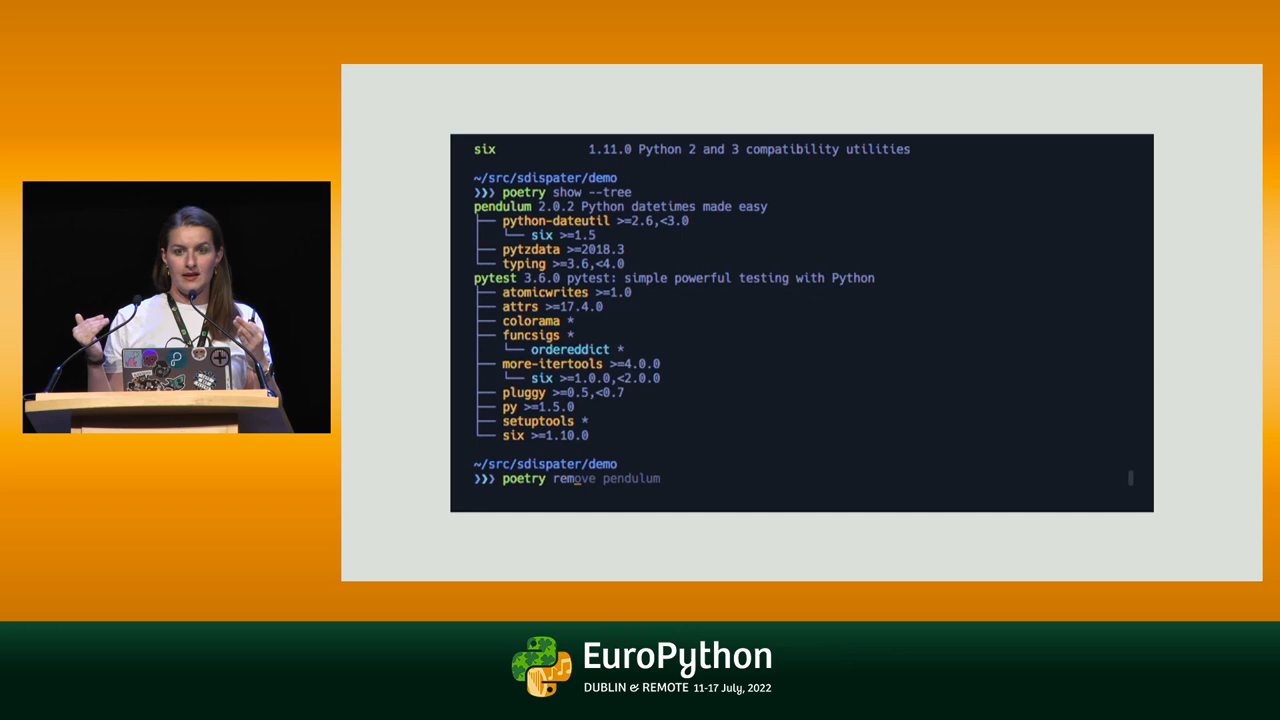 six 1.11.0 Python 2 and 3 compatibility utilities
~/src/sdispater/demo
❯❯❯ poetry show --tree
pendulum 2.0.2 Python datetimes made easy
├── python-dateutil >=2.6,<3.0
│   └── six >=1.5
├── pytzdata >=2018.3
└── typing >=3.6,<4.0
pytest 3.6.0 pytest: simple powerful testing with Python
├── atomicwrites >=1.0
├── attrs >=17.4.0
├── colorama *
├── funcsigs *
│   └── ordereddict *
├── more-itertools >=4.0.0
│   └── six >=1.0.0,<2.0.0
├── pluggy >=0.5,<0.7
├── py >=1.5.0
├── setuptools *
└── six >=1.10.0
~/src/sdispater/demo
❯❯❯ poetry remove pendulum
EuroPython
DUBLIN & REMOTE 11-17 July, 2022